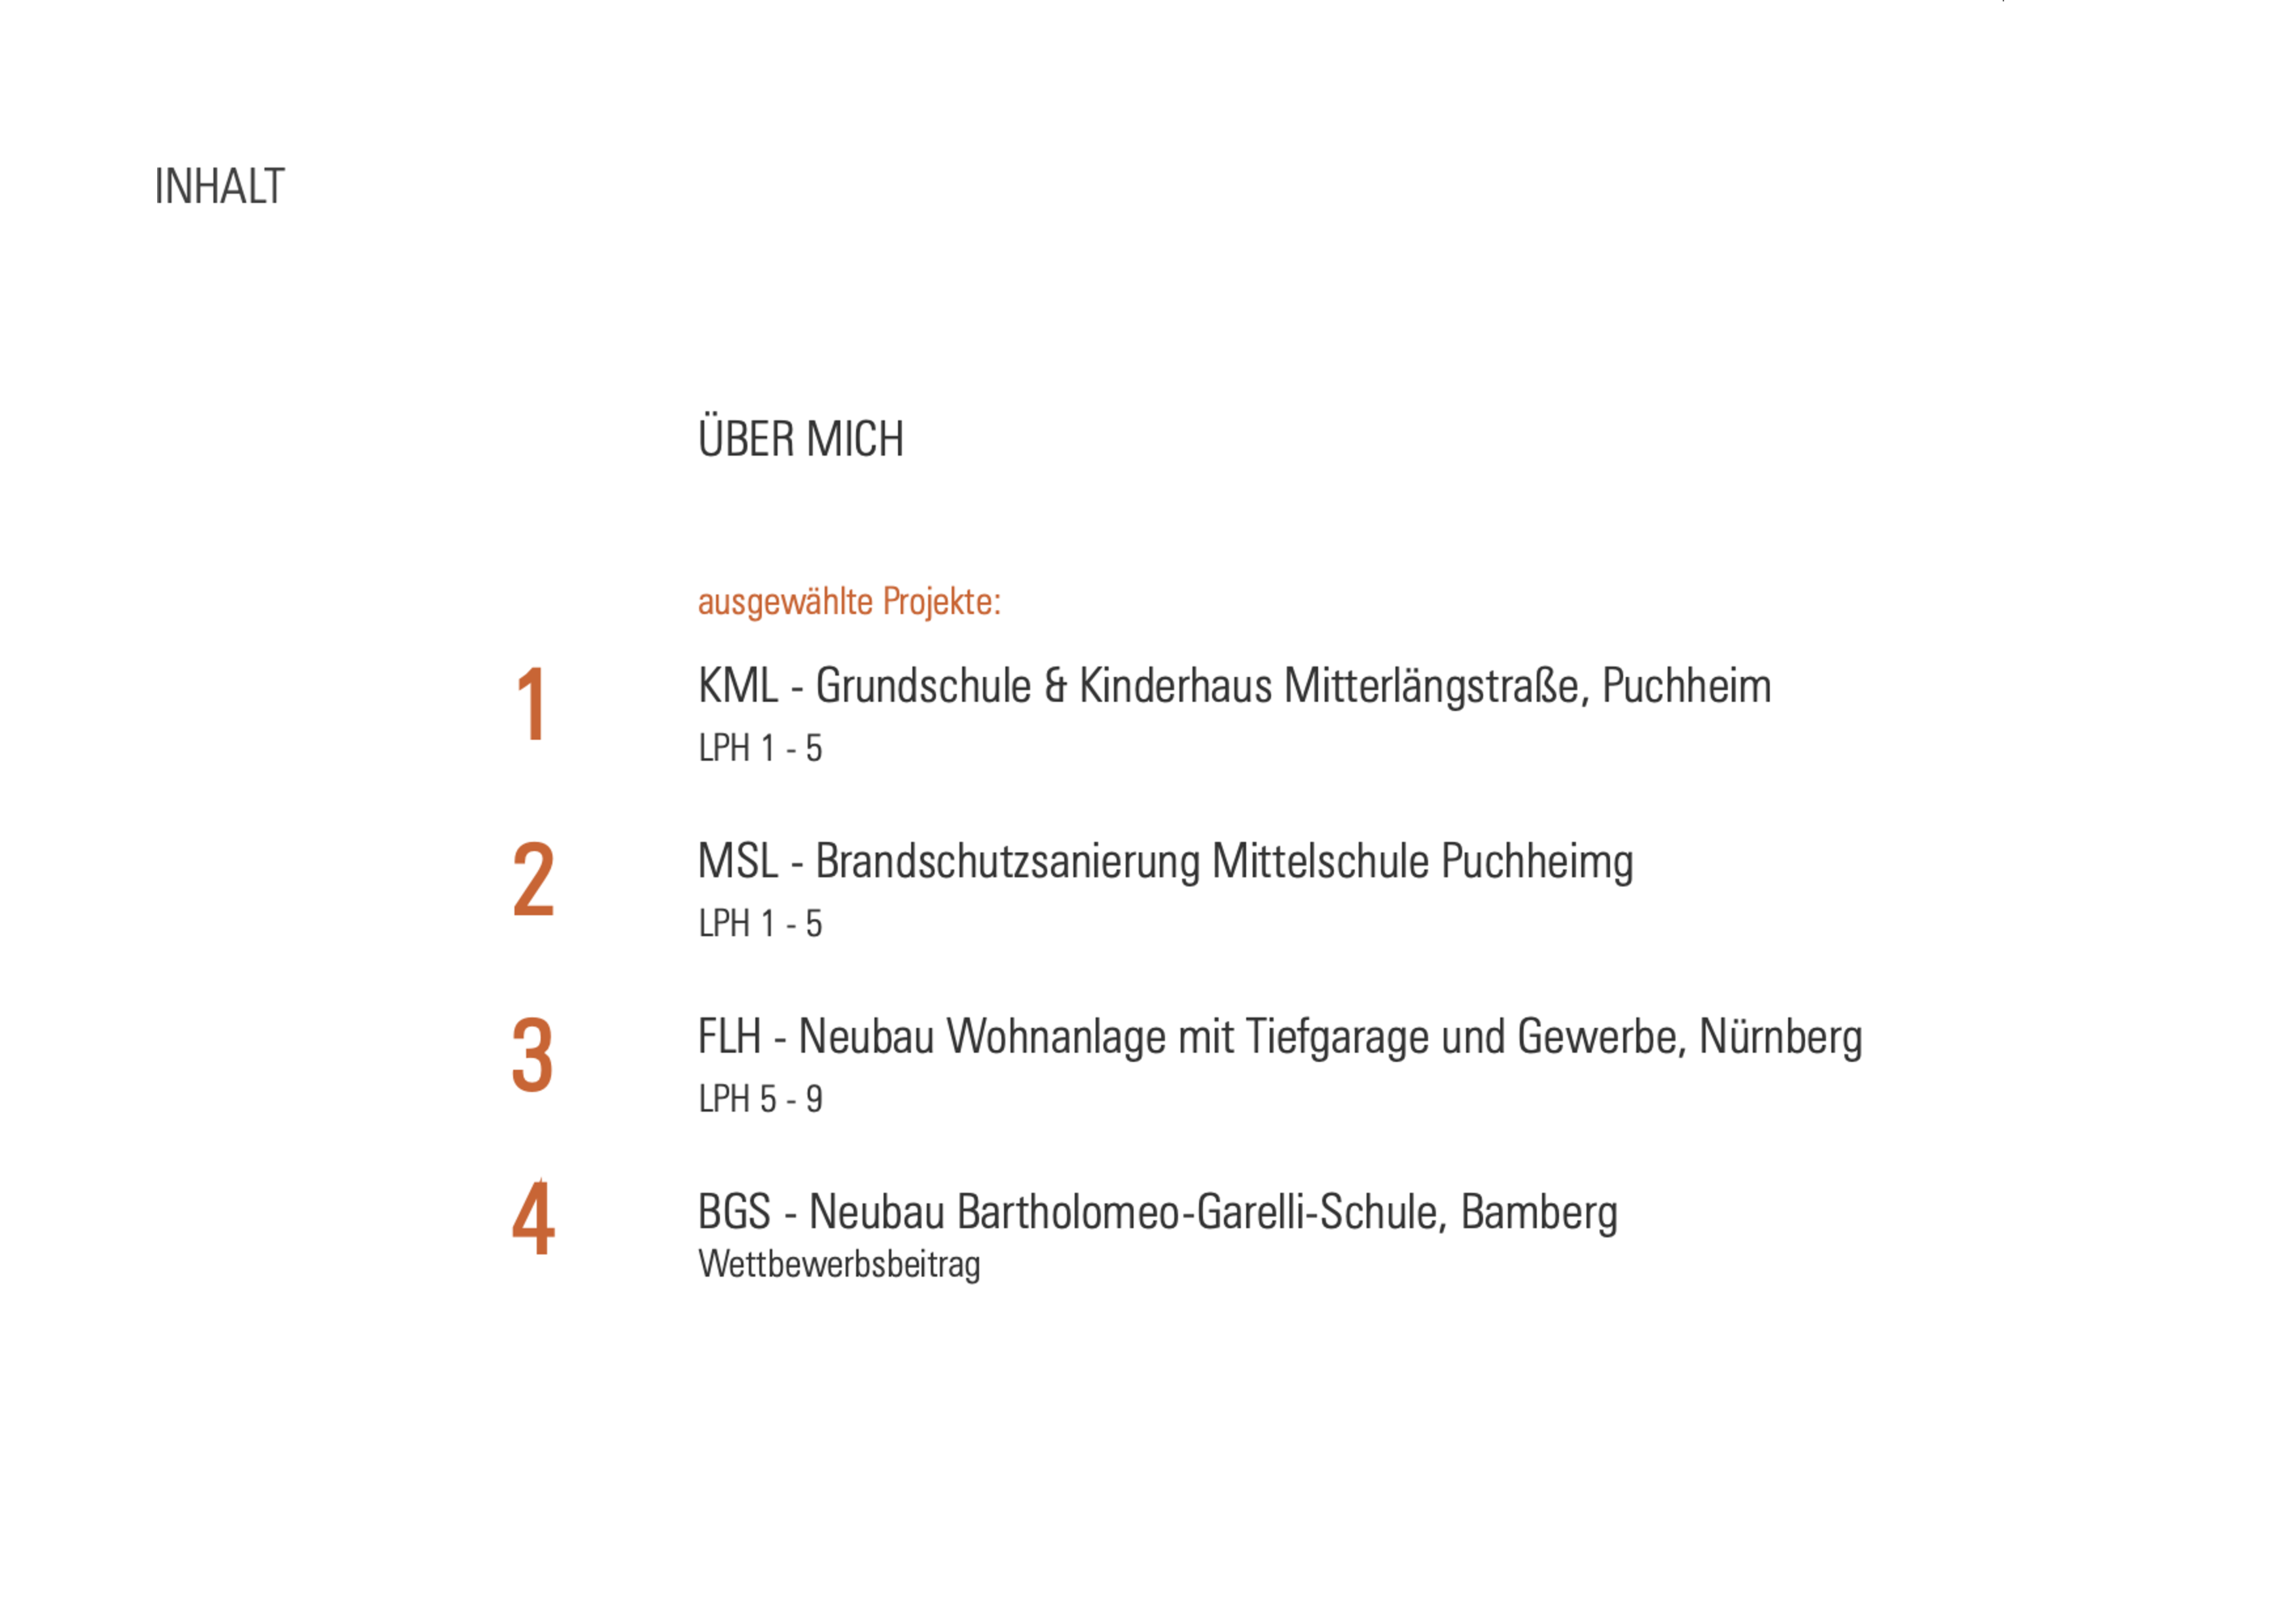 INHALT
ÜBER MICH
ausgewählte Projekte:
1
KML - Grundschule & Kinderhaus Mitterlängstraße, Puchheim
LPH 1 - 5
2
MSL - Brandschutzsanierung Mittelschule Puchheimg
LPH 1 - 5
3
FLH - Neubau Wohnanlage mit Tiefgarage und Gewerbe, Nürnberg
LPH 5 - 9
4
BGS - Neubau Bartholomeo-Garelli-Schule, Bamberg
Wettbewerbsbeitrag